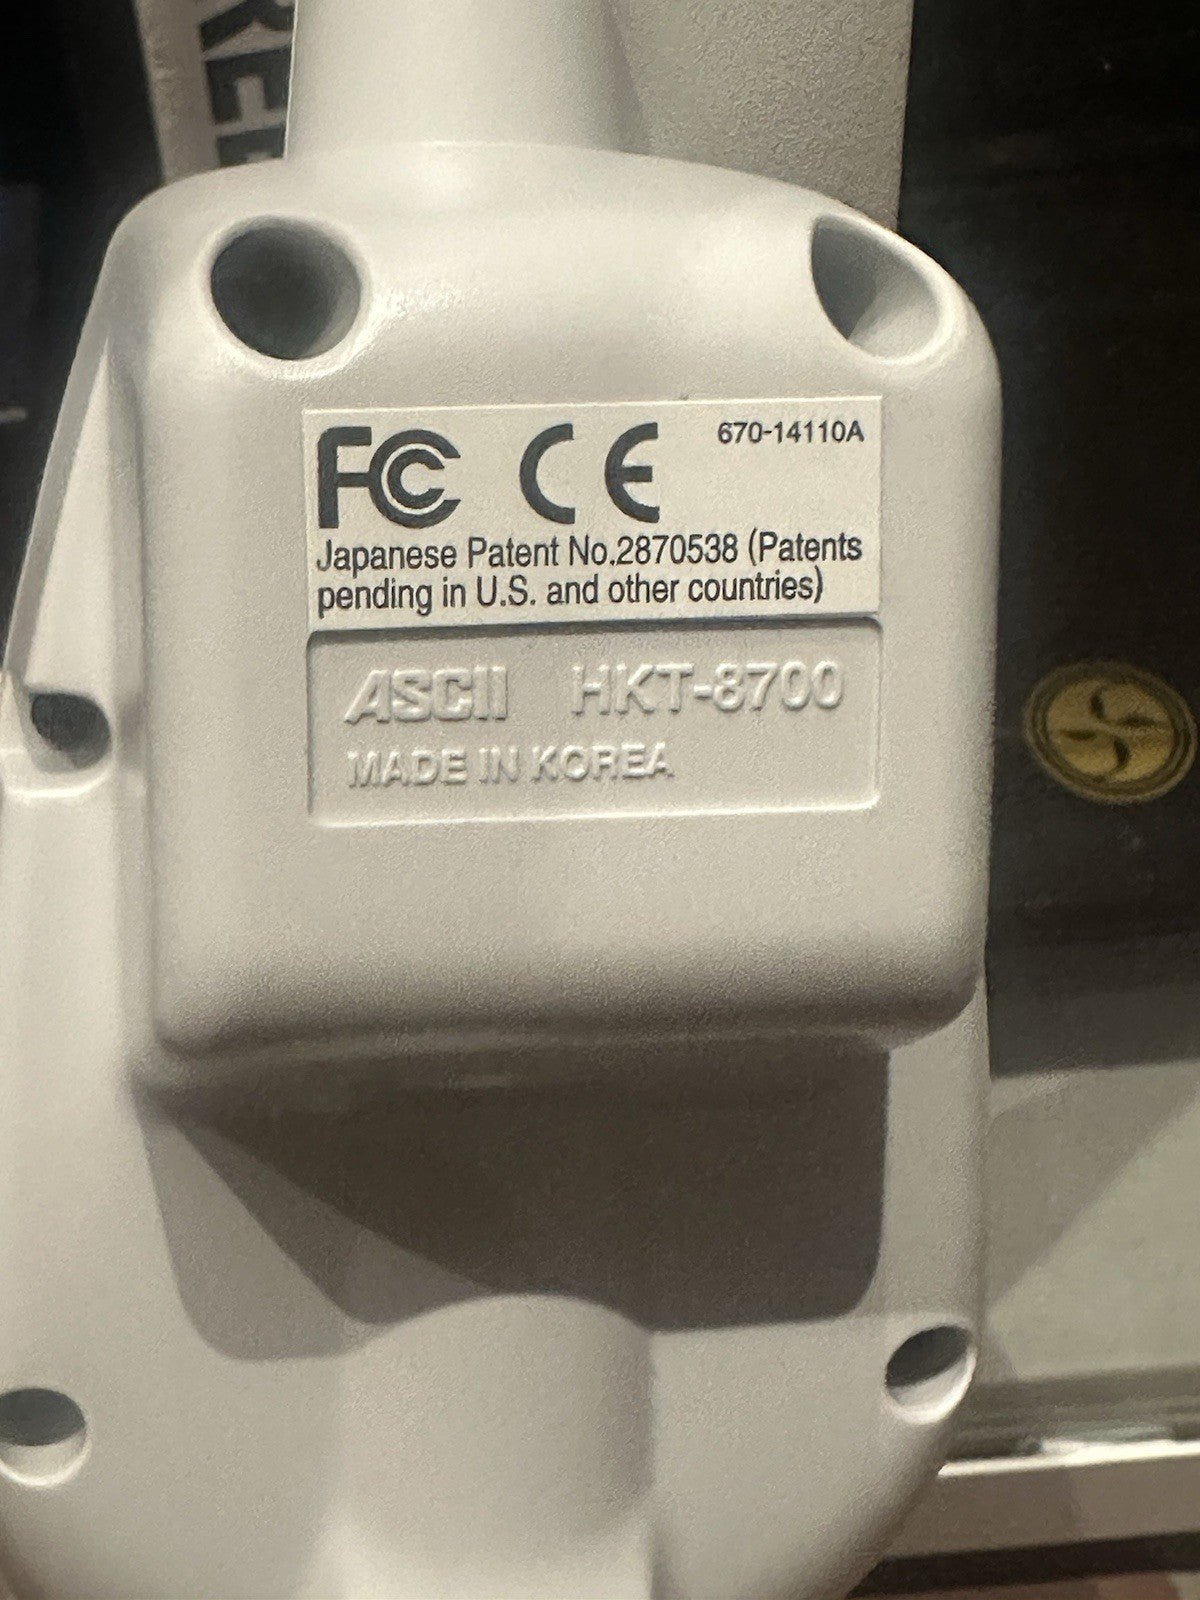 FC CE 670-14110A
Japanese Patent No.2870538 (Patents
pending in U.S. and other countries)
ASCII HKT-8700
MADE IN KOREA